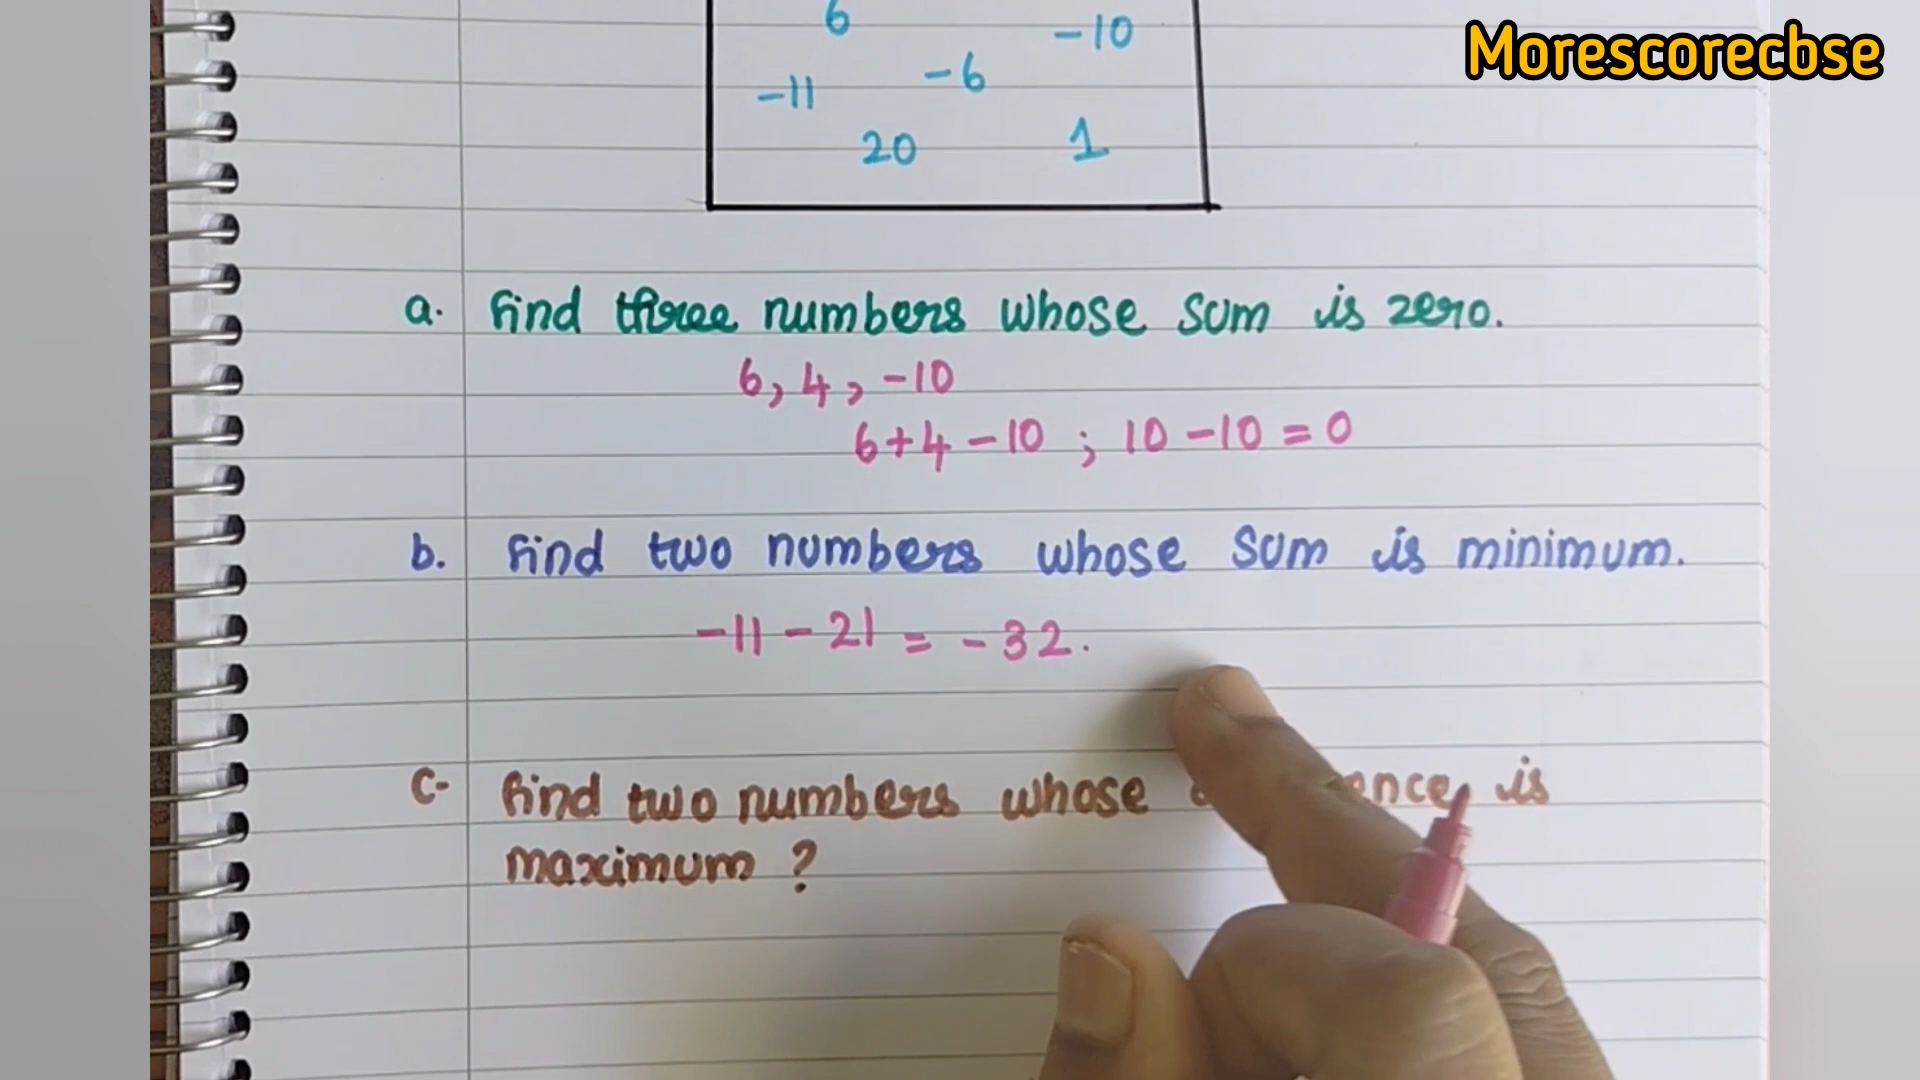 Morescorecbse
6 -10
-11 -6
20 1
a. find three numbers whose sum is zero.
6, 4, -10
6+4-10 ; 10-10=0
b. find two numbers whose sum is minimum.
-11-21 = -32.
c- find two numbers whose is
maximum ?